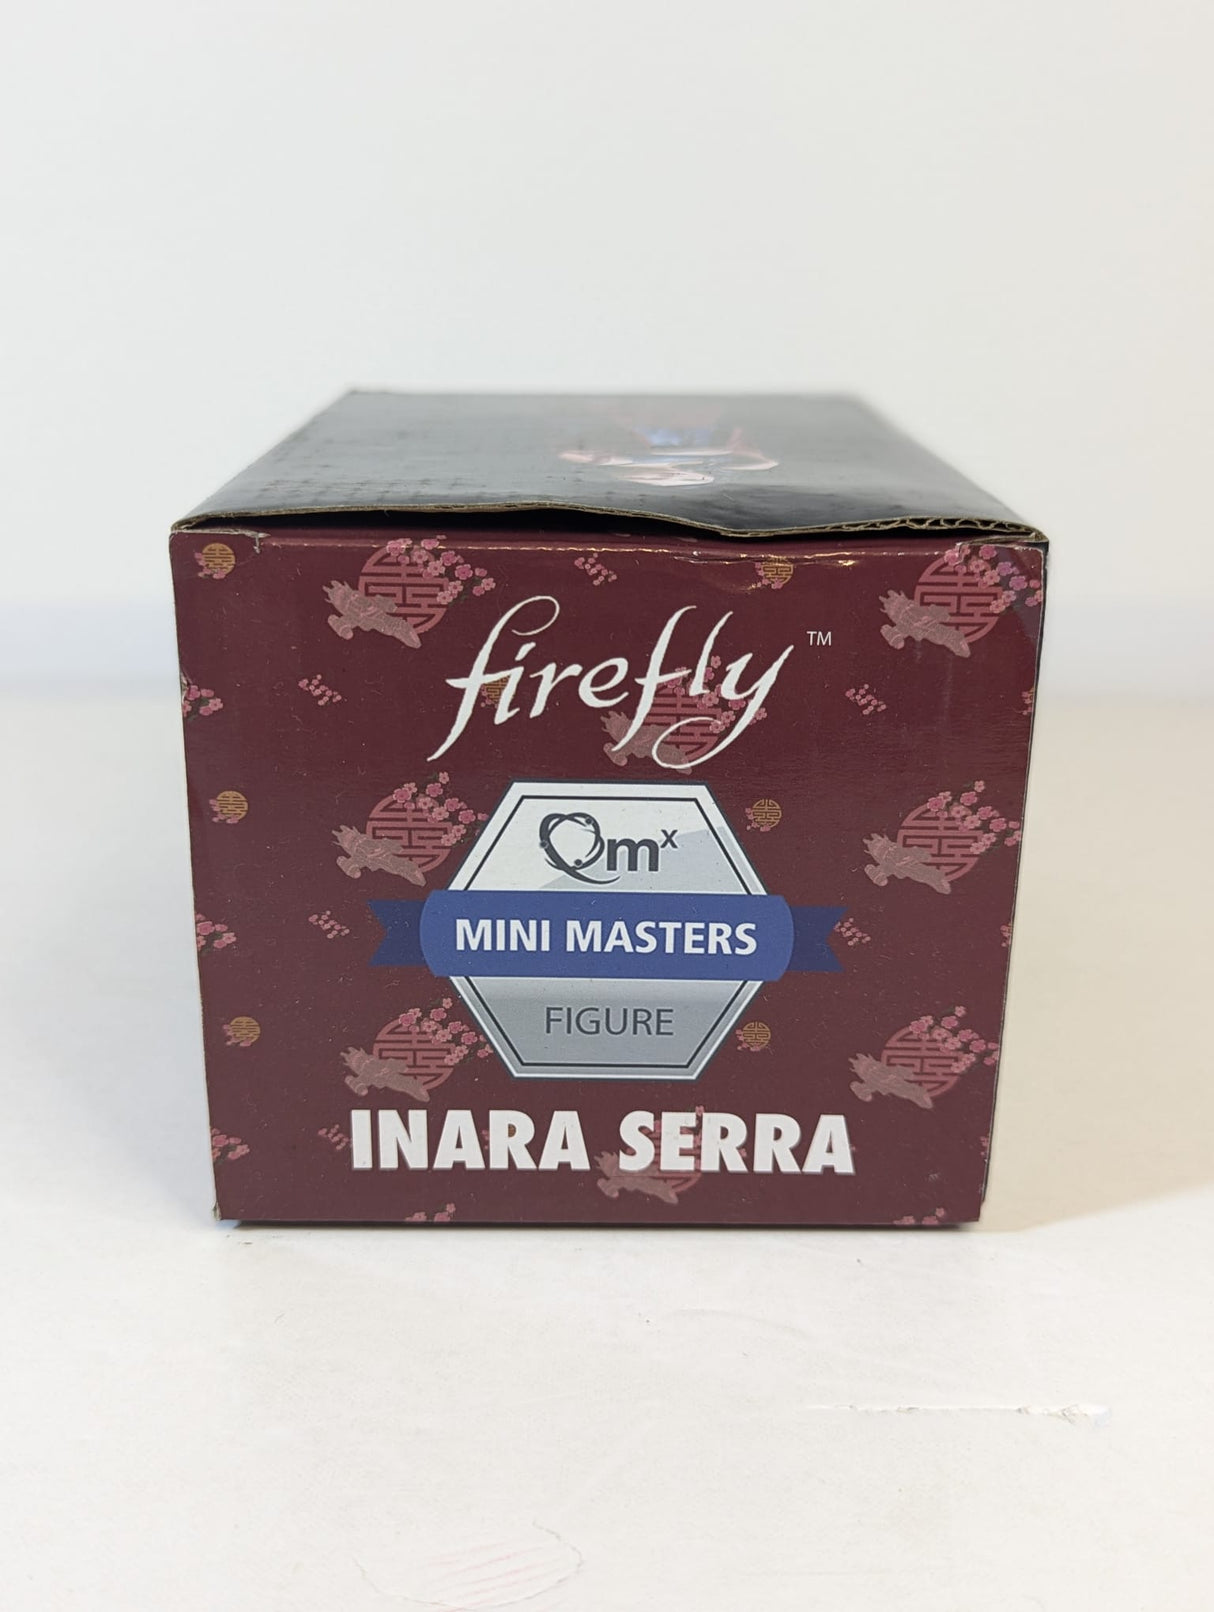 firefly™
Qmx
MINI MASTERS
FIGURE
INARA SERRA